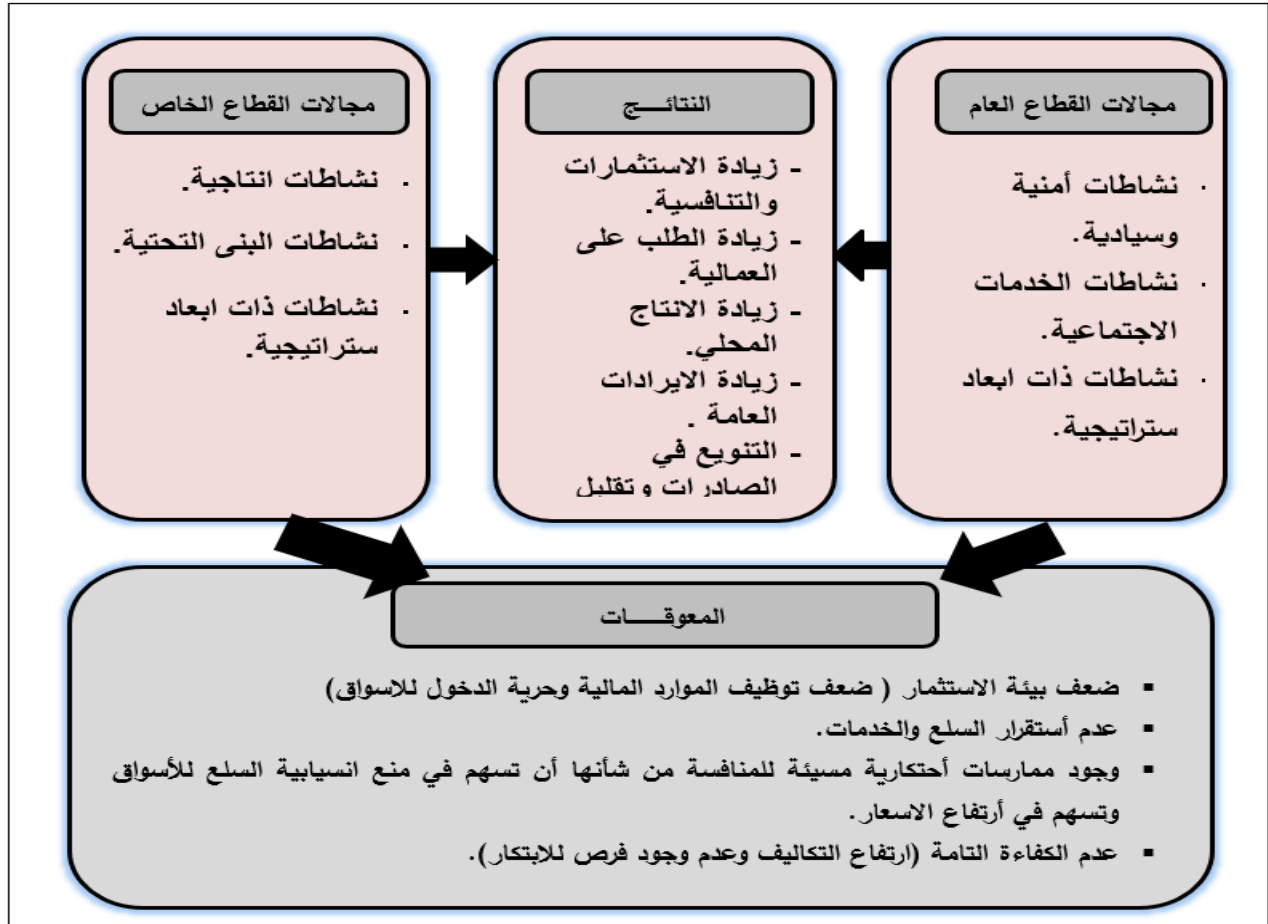 مجالات القطاع العام
· نشاطات أمنية
وسيادية.
· نشاطات الخدمات
الاجتماعية.
· نشاطات ذات ابعاد
ستراتيجية.
النتائـــج
- زيادة الاستثمارات
والتنافسية.
- زيادة الطلب على
العمالية.
- زيادة الانتاج
المحلي.
- زيادة الايرادات
العامة .
- التنويع في
الصادرات وتقليل
مجالات القطاع الخاص
· نشاطات انتاجية.
· نشاطات البنى التحتية.
· نشاطات ذات ابعاد
ستراتيجية.
المعوقـــــات
▪ ضعف بيئة الاستثمار ( ضعف توظيف الموارد المالية وحرية الدخول للاسواق)
▪ عدم أستقرار السلع والخدمات.
▪ وجود ممارسات أحتكارية مسيئة للمنافسة من شأنها أن تسهم في منع انسيابية السلع للأسواق
وتسهم في أرتفاع الاسعار.
▪ عدم الكفاءة التامة (ارتفاع التكاليف وعدم وجود فرص للابتكار).